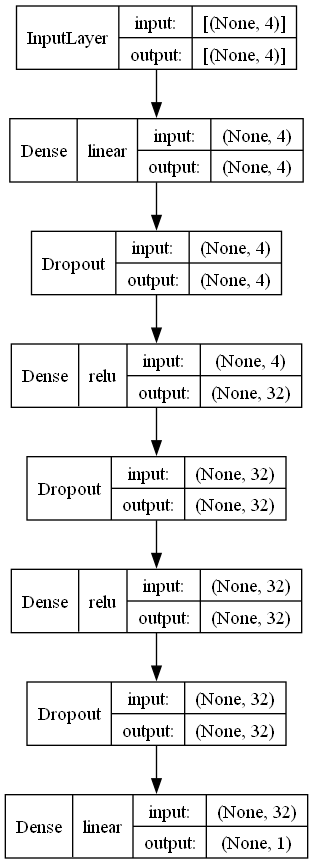 InputLayer input: [(None, 4)]
output: [(None, 4)]
Dense linear input: (None, 4)
output: (None, 4)
Dropout input: (None, 4)
output: (None, 4)
Dense relu input: (None, 4)
output: (None, 32)
Dropout input: (None, 32)
output: (None, 32)
Dense relu input: (None, 32)
output: (None, 32)
Dropout input: (None, 32)
output: (None, 32)
Dense linear input: (None, 32)
output: (None, 1)